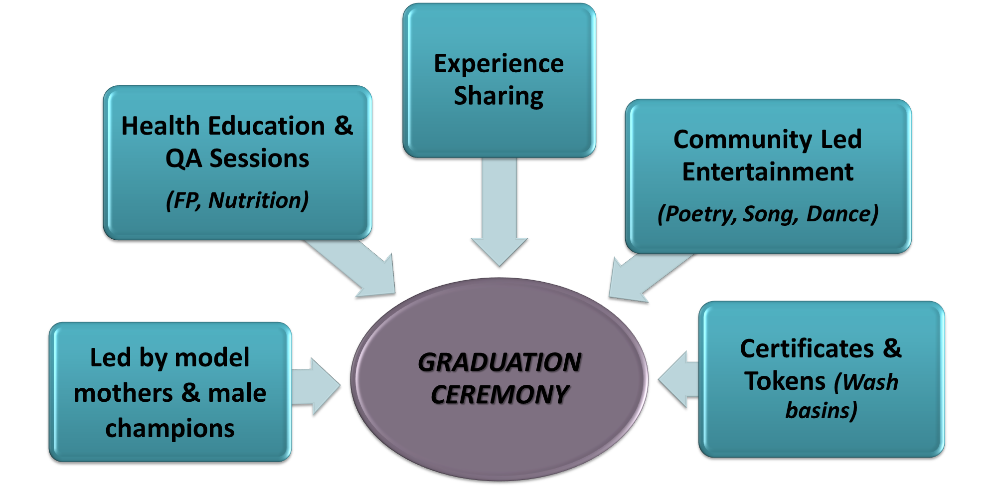 Experience
Sharing
Health Education &
QA Sessions
(FP, Nutrition)
Community Led
Entertainment
(Poetry, Song, Dance)
Led by model
mothers & male
champions
GRADUATION
CEREMONY
Certificates &
Tokens (Wash
basins)